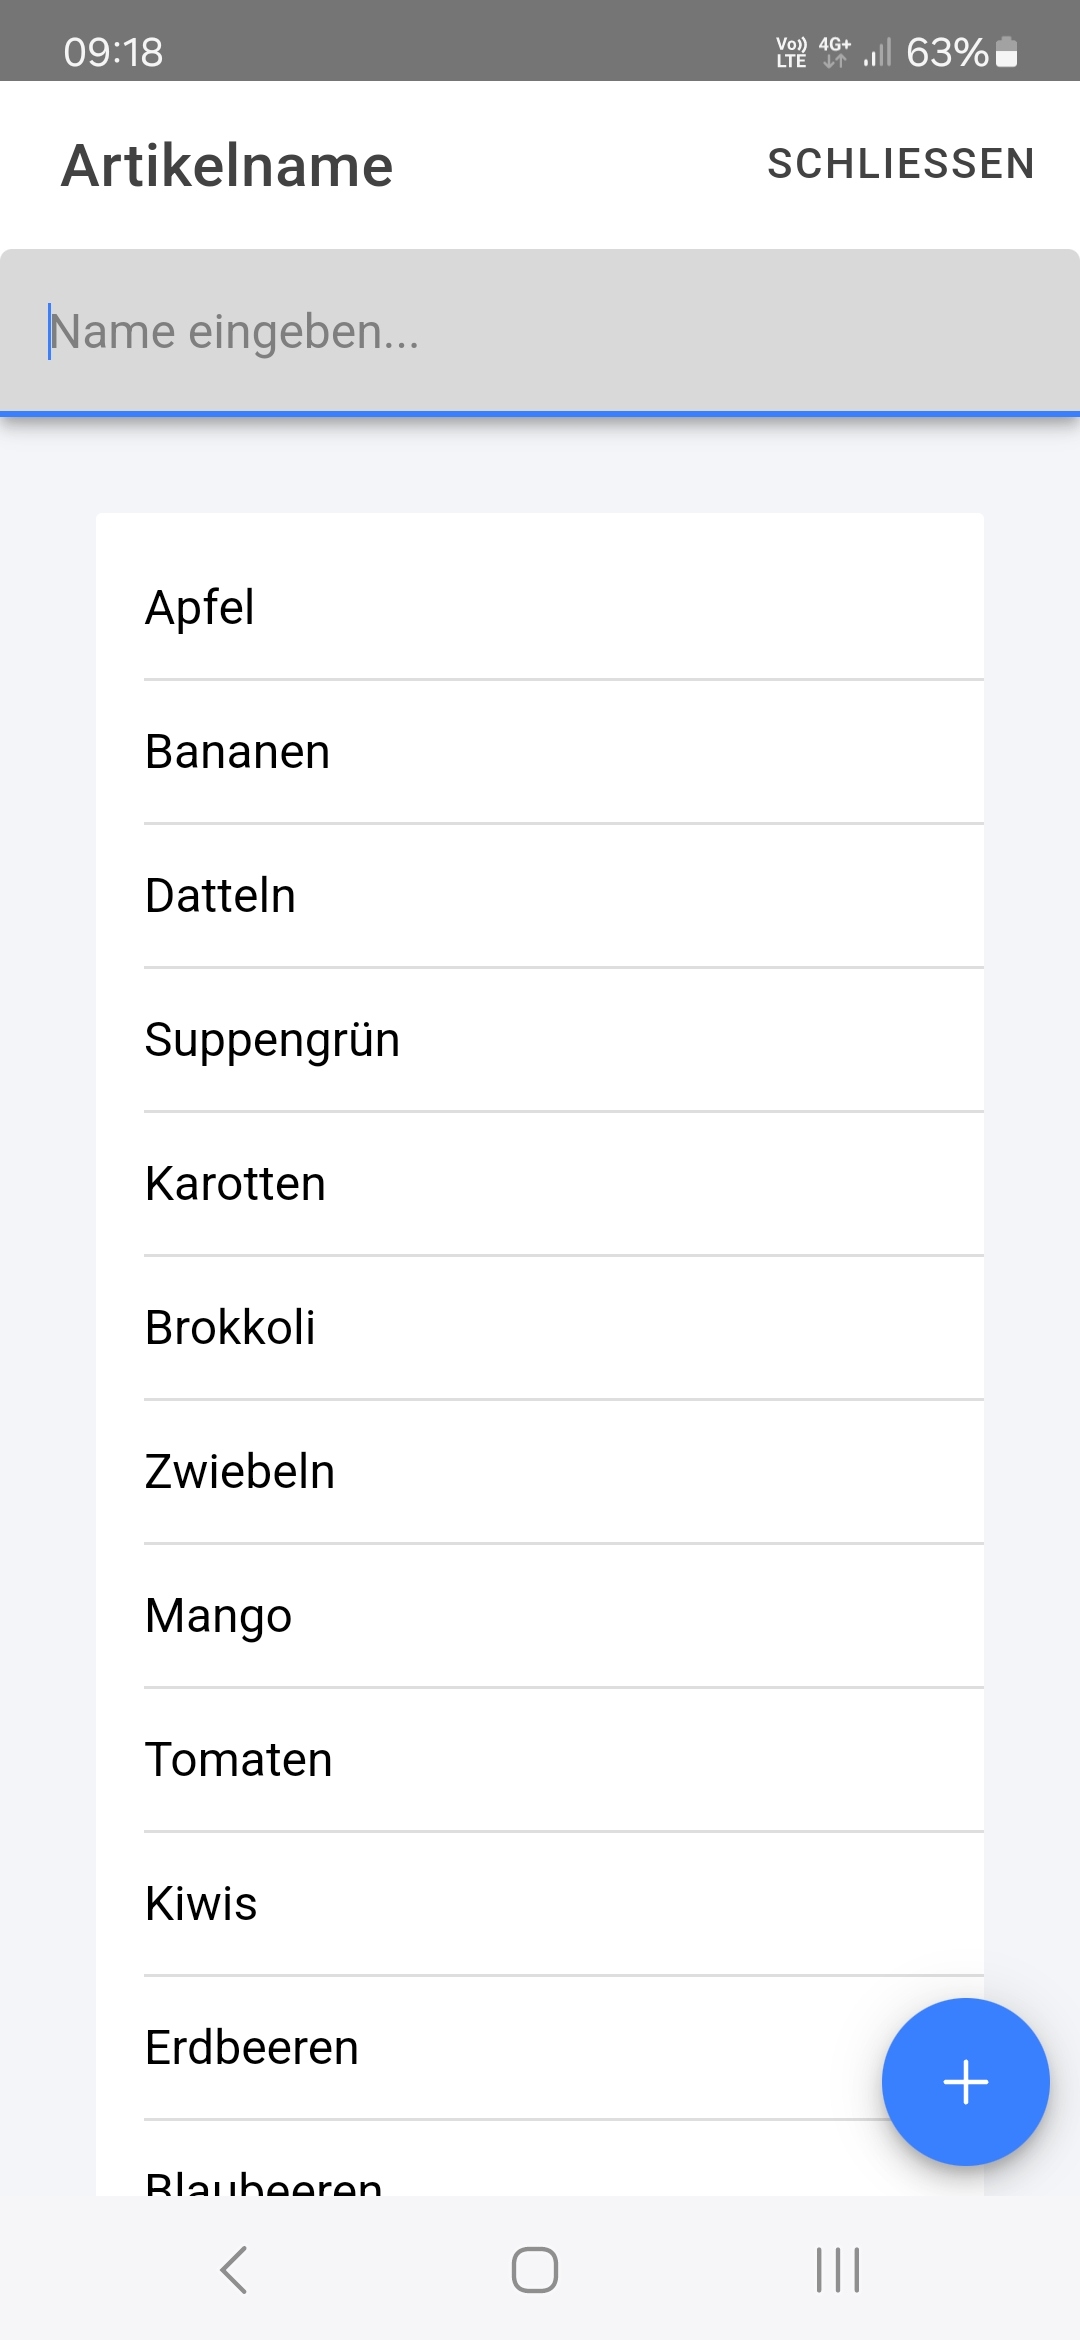 09:18
Vo)) LTE 4G+ 63%
Artikelname
SCHLIESSEN
Name eingeben...
Apfel
Bananen
Datteln
Suppengrün
Karotten
Brokkoli
Zwiebeln
Mango
Tomaten
Kiwis
Erdbeeren
Blaubeeren